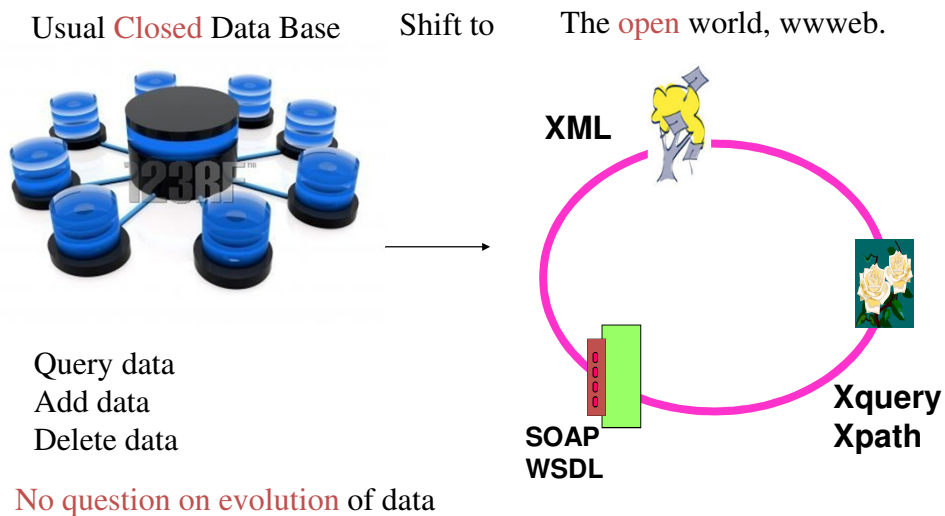 Usual Closed Data Base
Shift to
The open world, wwweb.
123RF™
XML
Query data
Add data
Delete data
Xquery
Xpath
SOAP
WSDL
No question on evolution of data